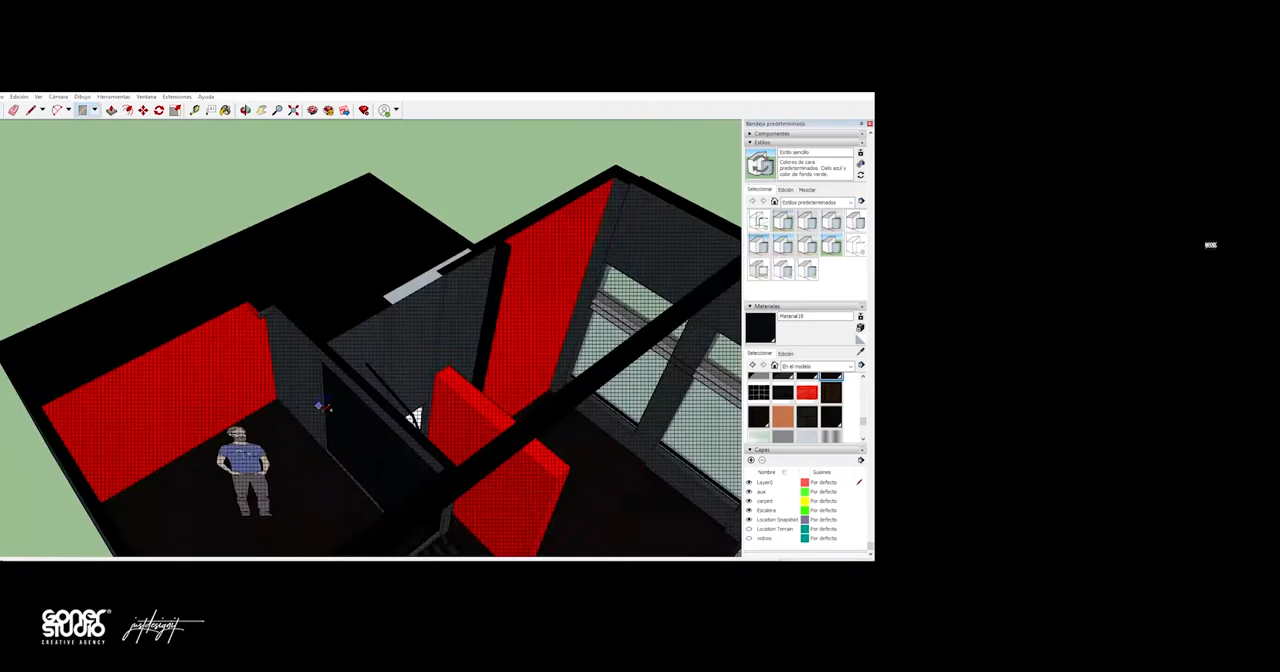 Edición Ver Cámara Dibujo Herramientas Ventana Extensiones Ayuda
Bandeja predeterminada
Componentes
Estilos
Estilo sencillo
Colores de cara
predeterminados. Cielo azul y
color de fondo verde.
Seleccionar Edición Mezclar
Estilos predeterminados
Materiales
Material19
Seleccionar Edición
En el modelo
Capas
Nombre Guiones
Layer0 Por defecto
aux Por defecto
carpint Por defecto
Escalera Por defecto
Location Snapshot Por defecto
Location Terrain Por defecto
vidrios Por defecto
GONER®
STUDIO
CREATIVE AGENCY
justdesignit